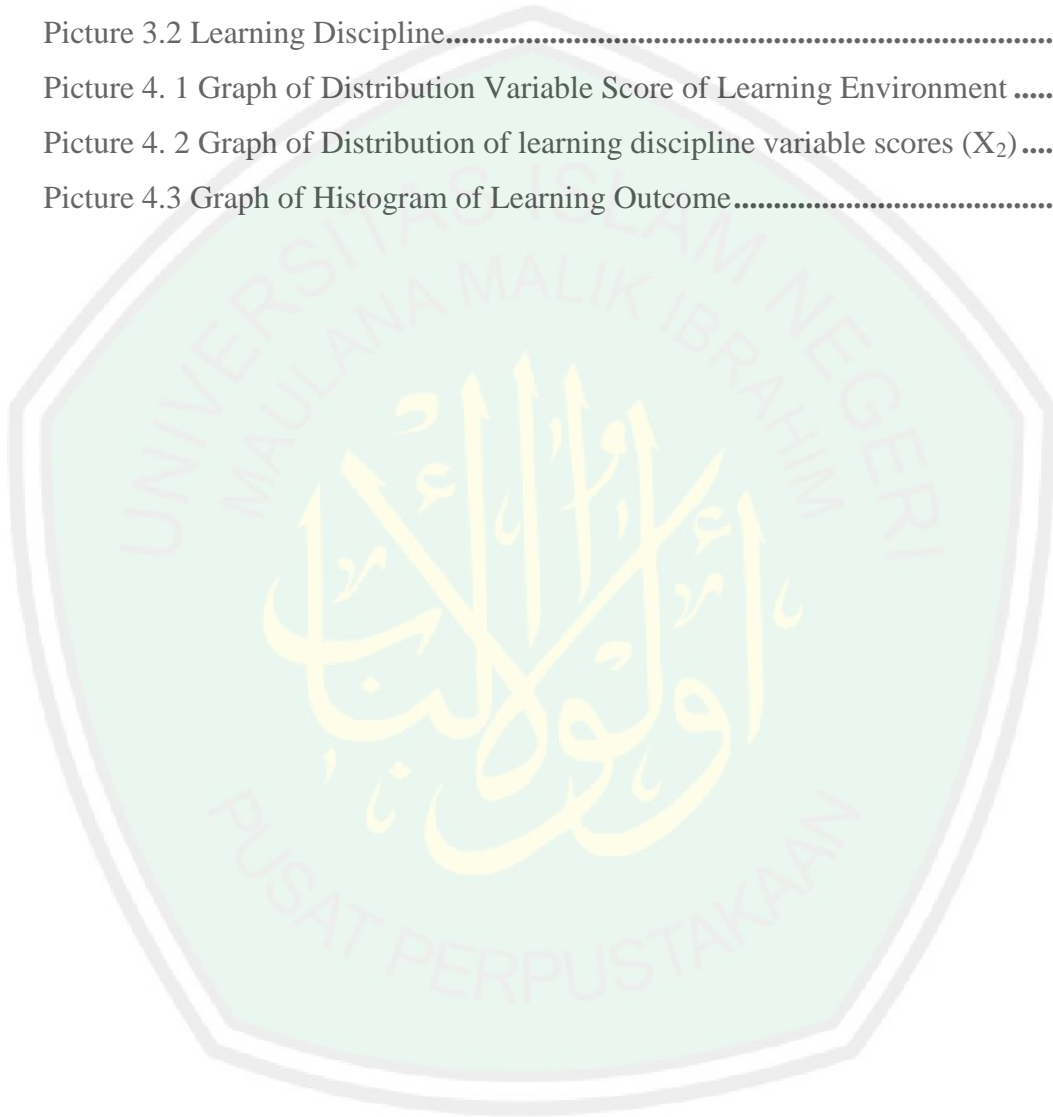 Picture 3.2 Learning Discipline..............................................................................
Picture 4. 1 Graph of Distribution Variable Score of Learning Environment .....
Picture 4. 2 Graph of Distribution of learning discipline variable scores (X₂)....
Picture 4.3 Graph of Histogram of Learning Outcome........................................
UNIVERSITAS ISLAM NEGERI
MAULANA MALIK IBRAHIM
أولوا الألباب
PUSAT PERPUSTAKAAN